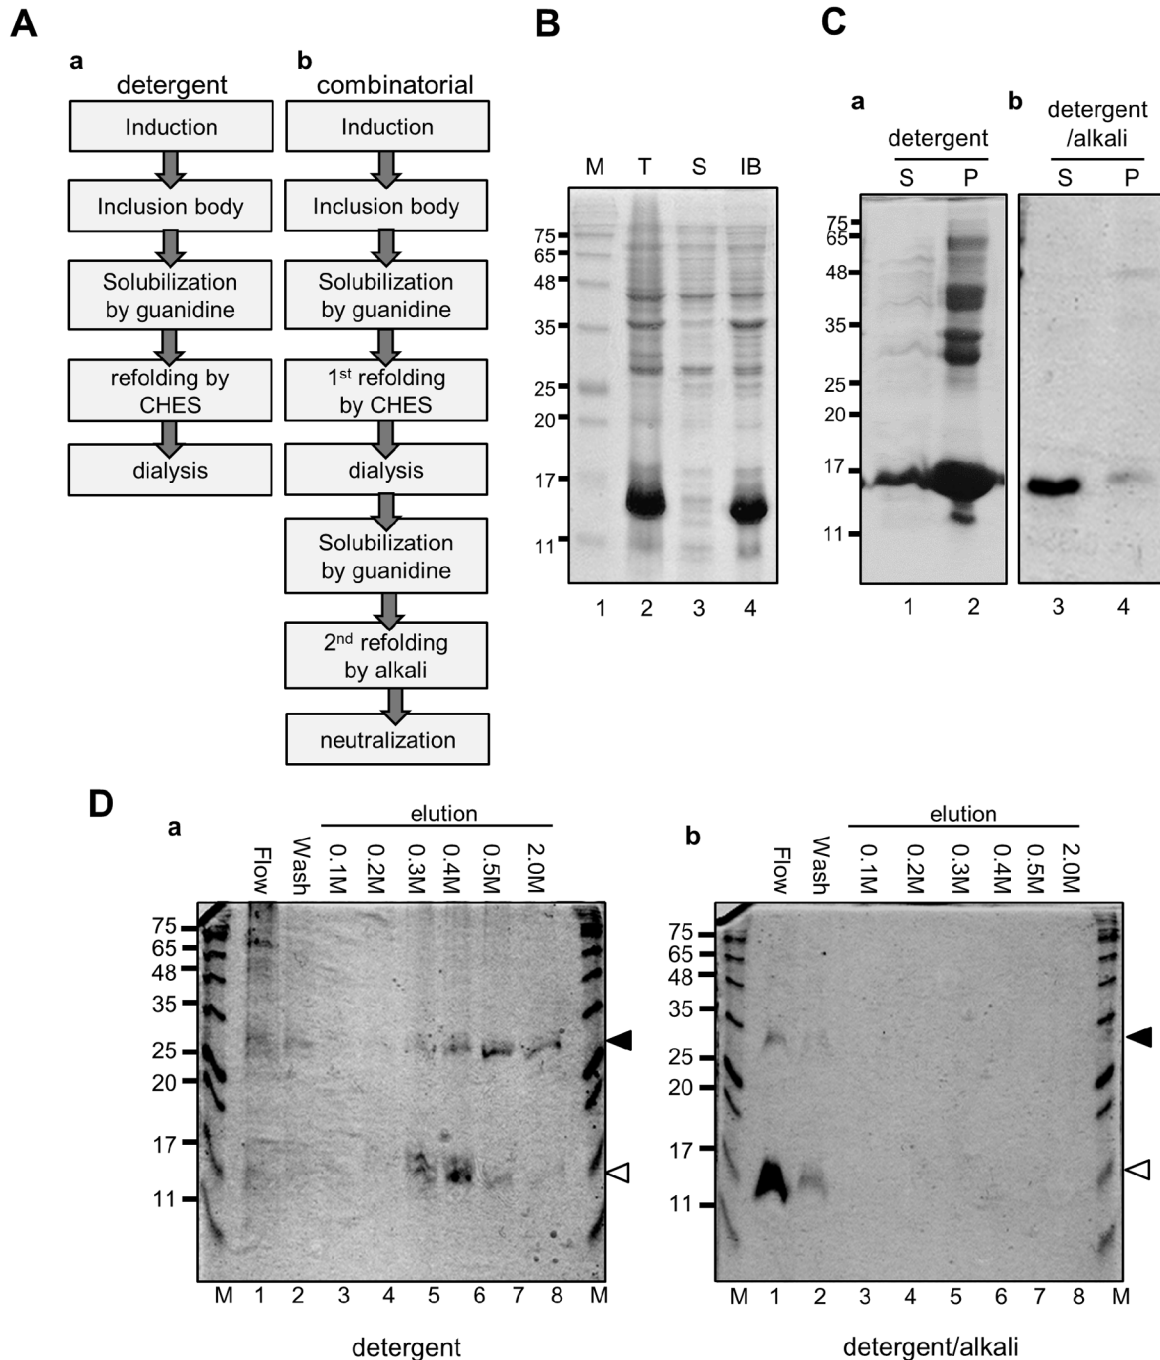 A
a
detergent
Induction
Inclusion body
Solubilization
by guanidine
refolding by
CHES
dialysis
b
combinatorial
Induction
Inclusion body
Solubilization
by guanidine
1st refolding
by CHES
dialysis
Solubilization
by guanidine
2nd refolding
by alkali
neutralization
B
M T S IB
75
65
48
35
25
20
17
11
1 2 3 4
C
a
detergent
S P
75
65
48
35
25
20
17
11
1 2
b
detergent
/alkali
S P
3 4
D
a
elution
Flow Wash 0.1M 0.2M 0.3M 0.4M 0.5M 2.0M
75
65
48
35
25
20
17
11
M 1 2 3 4 5 6 7 8 M
detergent
b
elution
Flow Wash 0.1M 0.2M 0.3M 0.4M 0.5M 2.0M
75
65
48
35
25
20
17
11
M 1 2 3 4 5 6 7 8 M
detergent/alkali